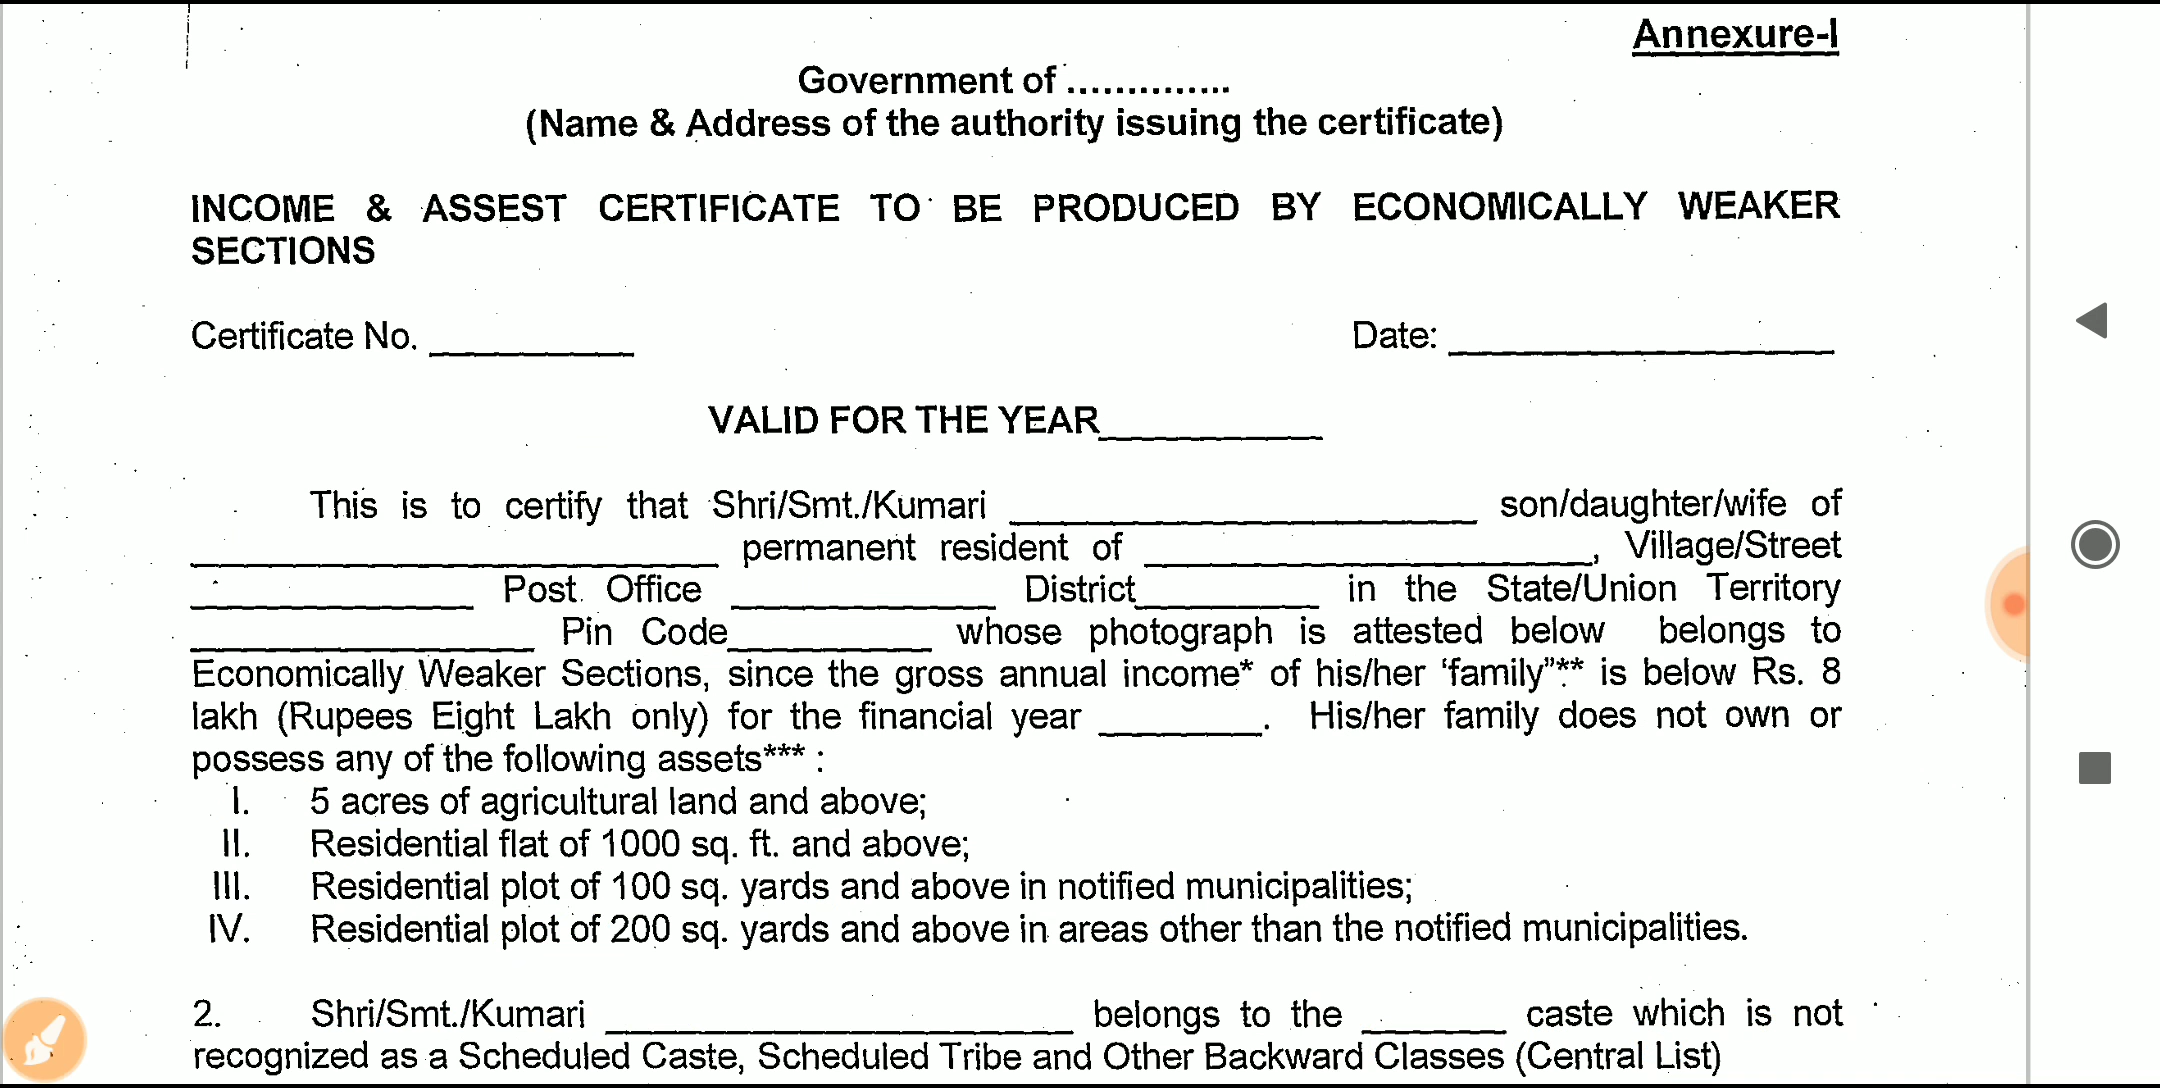 Annexure-I
Government of ..............
(Name & Address of the authority issuing the certificate)
INCOME & ASSEST CERTIFICATE TO BE PRODUCED BY ECONOMICALLY WEAKER
SECTIONS
Certificate No. __________ Date: __________________
VALID FOR THE YEAR__________
This is to certify that Shri/Smt./Kumari ______________________ son/daughter/wife of
_________________________ permanent resident of _____________________, Village/Street
_____________ Post Office ____________ District_________ in the State/Union Territory
________________ Pin Code__________ whose photograph is attested below belongs to
Economically Weaker Sections, since the gross annual income* of his/her ‘family”** is below Rs. 8
lakh (Rupees Eight Lakh only) for the financial year ________. His/her family does not own or
possess any of the following assets*** :
I. 5 acres of agricultural land and above;
II. Residential flat of 1000 sq. ft. and above;
III. Residential plot of 100 sq. yards and above in notified municipalities;
IV. Residential plot of 200 sq. yards and above in areas other than the notified municipalities.
2. Shri/Smt./Kumari ______________________ belongs to the _______ caste which is not
recognized as a Scheduled Caste, Scheduled Tribe and Other Backward Classes (Central List)